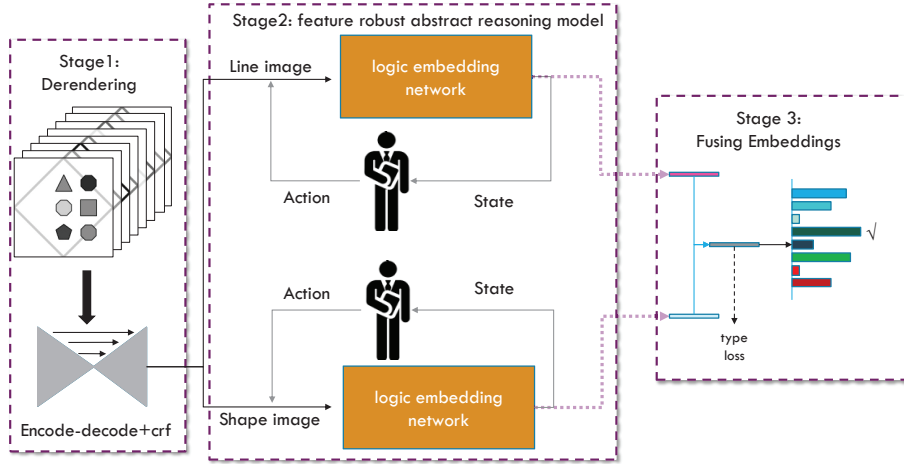 Stage1:
Derendering
Encode-decode+crf
Stage2: feature robust abstract reasoning model
Line image
logic embedding
network
Action
State
Action
State
Shape image
logic embedding
network
Stage 3:
Fusing Embeddings
√
type
loss